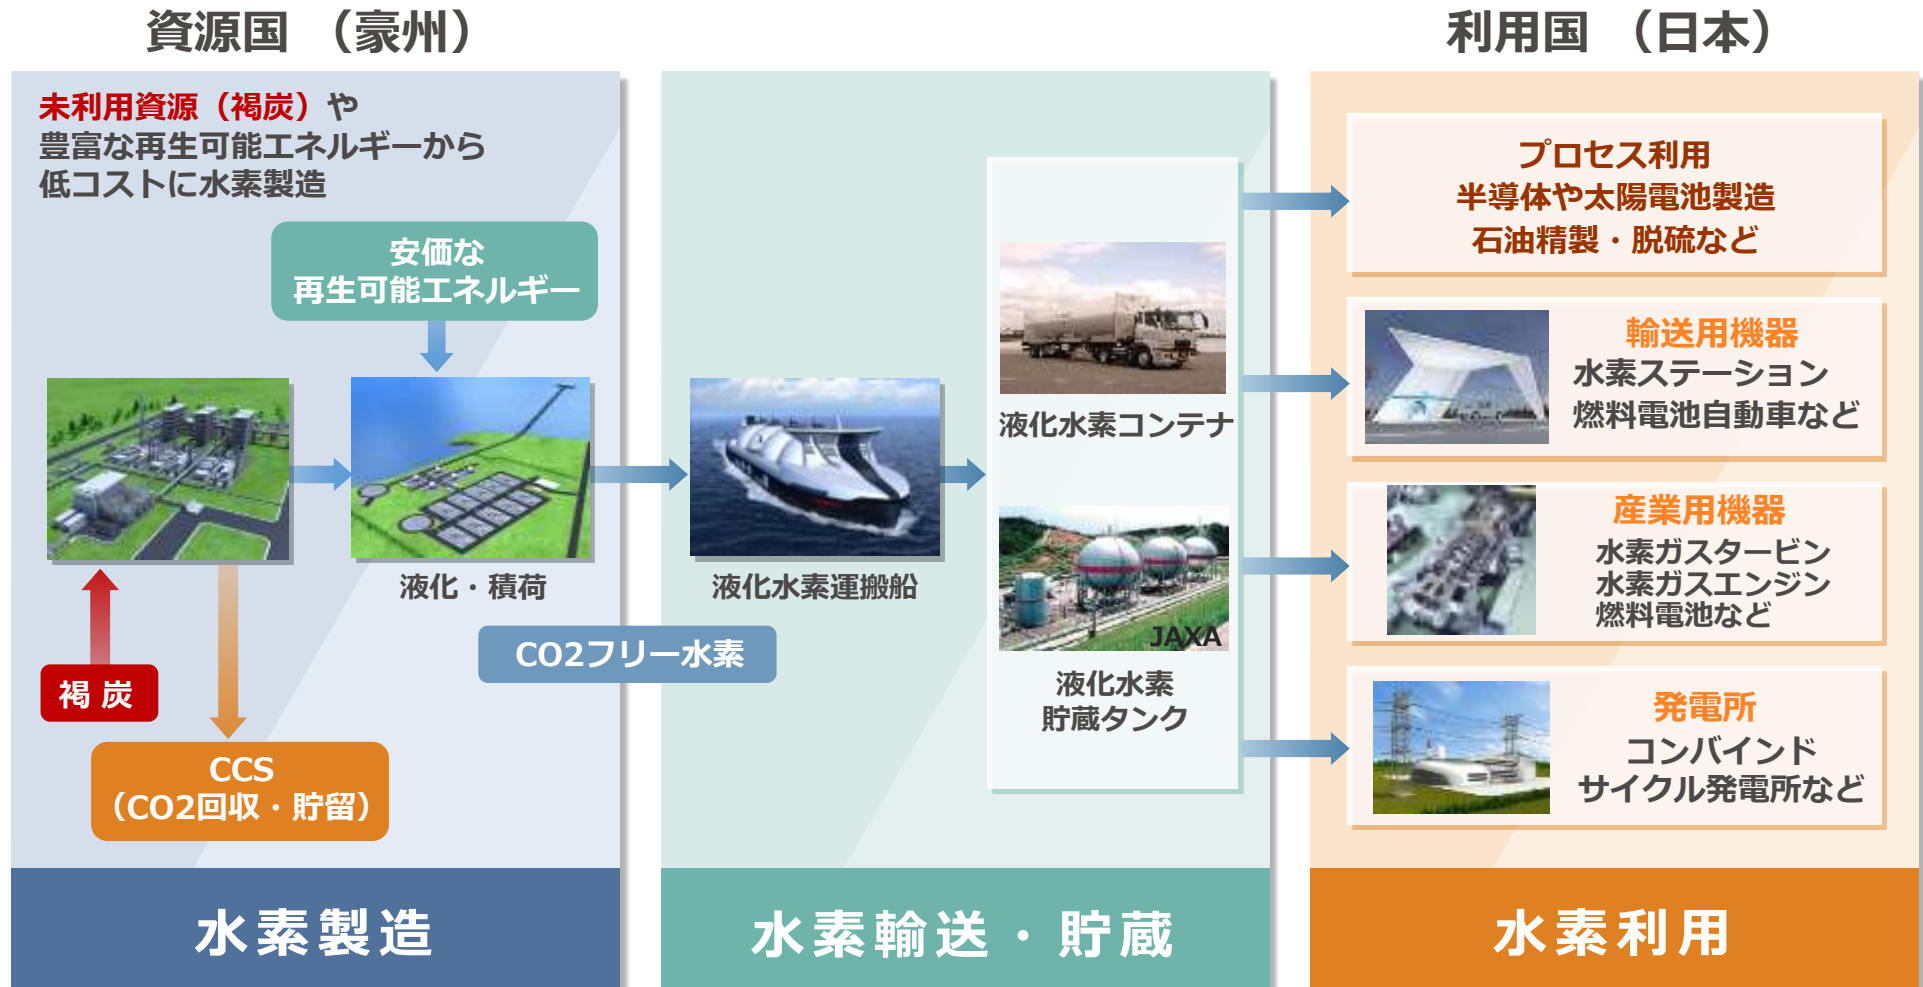 資源国 （豪州）
利用国 （日本）
未利用資源（褐炭）や
豊富な再生可能エネルギーから
低コストに水素製造
安価な
再生可能エネルギー
液化・積荷
褐 炭
CCS
（CO2回収・貯留）
CO2フリー水素
水素製造
液化水素運搬船
液化水素コンテナ
JAXA
液化水素
貯蔵タンク
水素輸送・貯蔵
プロセス利用
半導体や太陽電池製造
石油精製・脱硫など
輸送用機器
水素ステーション
燃料電池自動車など
産業用機器
水素ガスタービン
水素ガスエンジン
燃料電池など
発電所
コンバインド
サイクル発電所など
水素利用